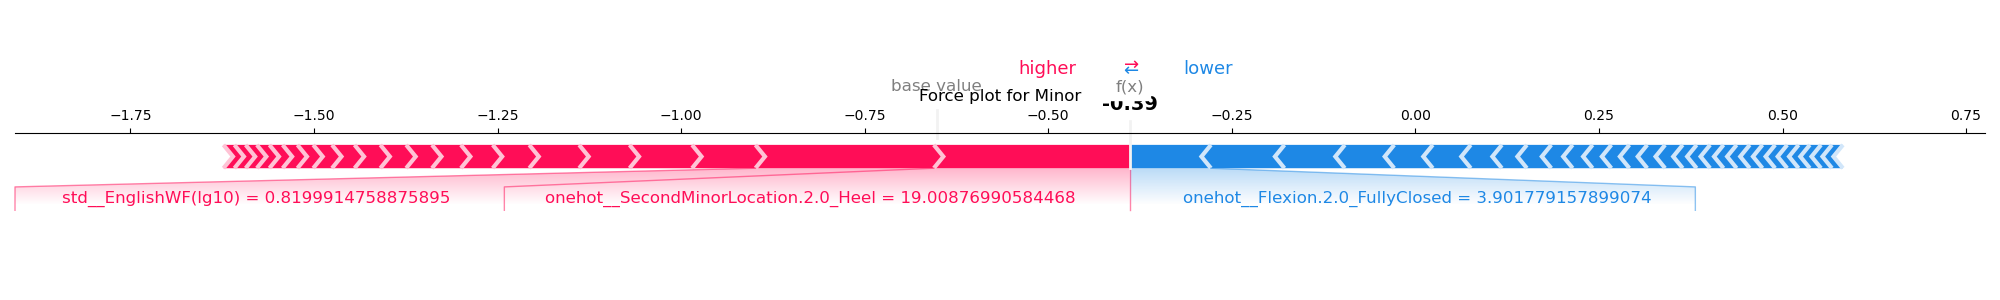 higher ⇄ lower
base value f(x)
Force plot for Minor -0.39
−1.75 −1.50 −1.25 −1.00 −0.75 −0.50 −0.25 0.00 0.25 0.50 0.75
std__EnglishWF(lg10) = 0.8199914758875895 onehot__SecondMinorLocation.2.0_Heel = 19.00876990584468 onehot__Flexion.2.0_FullyClosed = 3.901779157899074